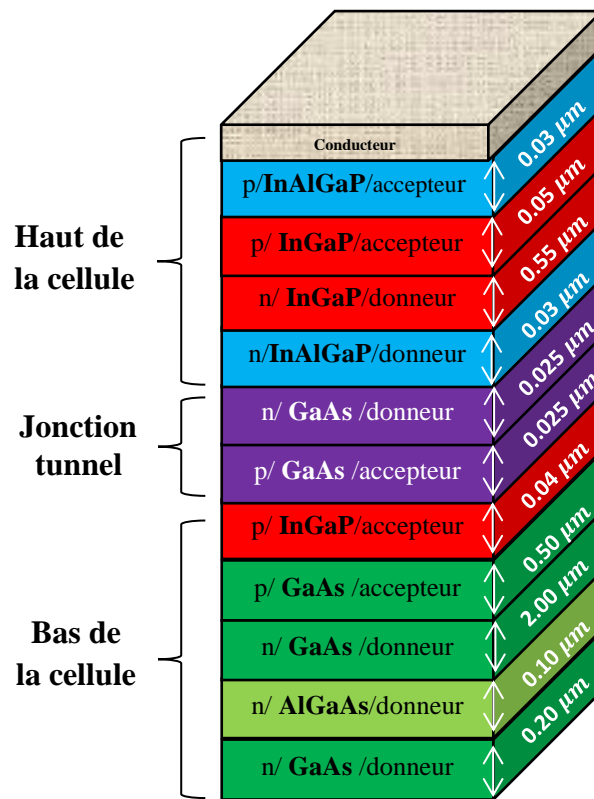 Conducteur
p/InAlGaP/accepteur
0.03 μm
p/ InGaP/accepteur
0.05 μm
n/ InGaP/donneur
0.55 μm
n/InAlGaP/donneur
0.03 μm
Haut de
la cellule
n/ GaAs /donneur
0.025 μm
p/ GaAs /accepteur
0.025 μm
Jonction
tunnel
p/ InGaP/accepteur
0.04 μm
p/ GaAs /accepteur
0.50 μm
n/ GaAs /donneur
2.00 μm
n/ AlGaAs/donneur
0.10 μm
n/ GaAs /donneur
0.20 μm
Bas de
la cellule